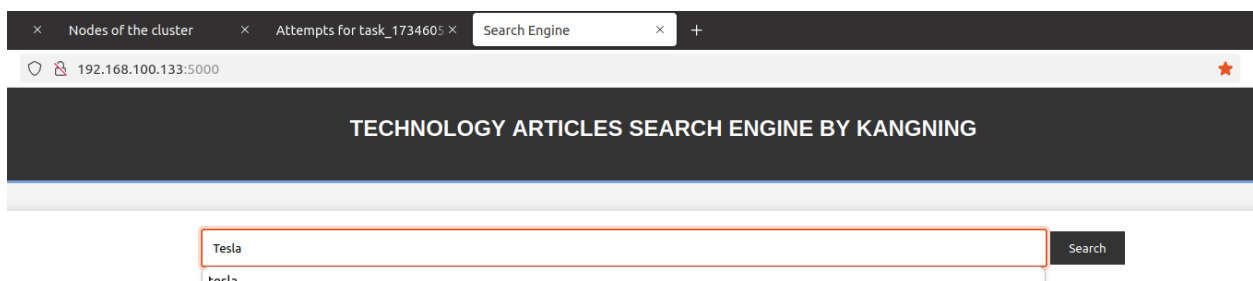 Nodes of the cluster Attempts for task_1734605 Search Engine
192.168.100.133:5000
TECHNOLOGY ARTICLES SEARCH ENGINE BY KANGNING
Tesla Search
tesla